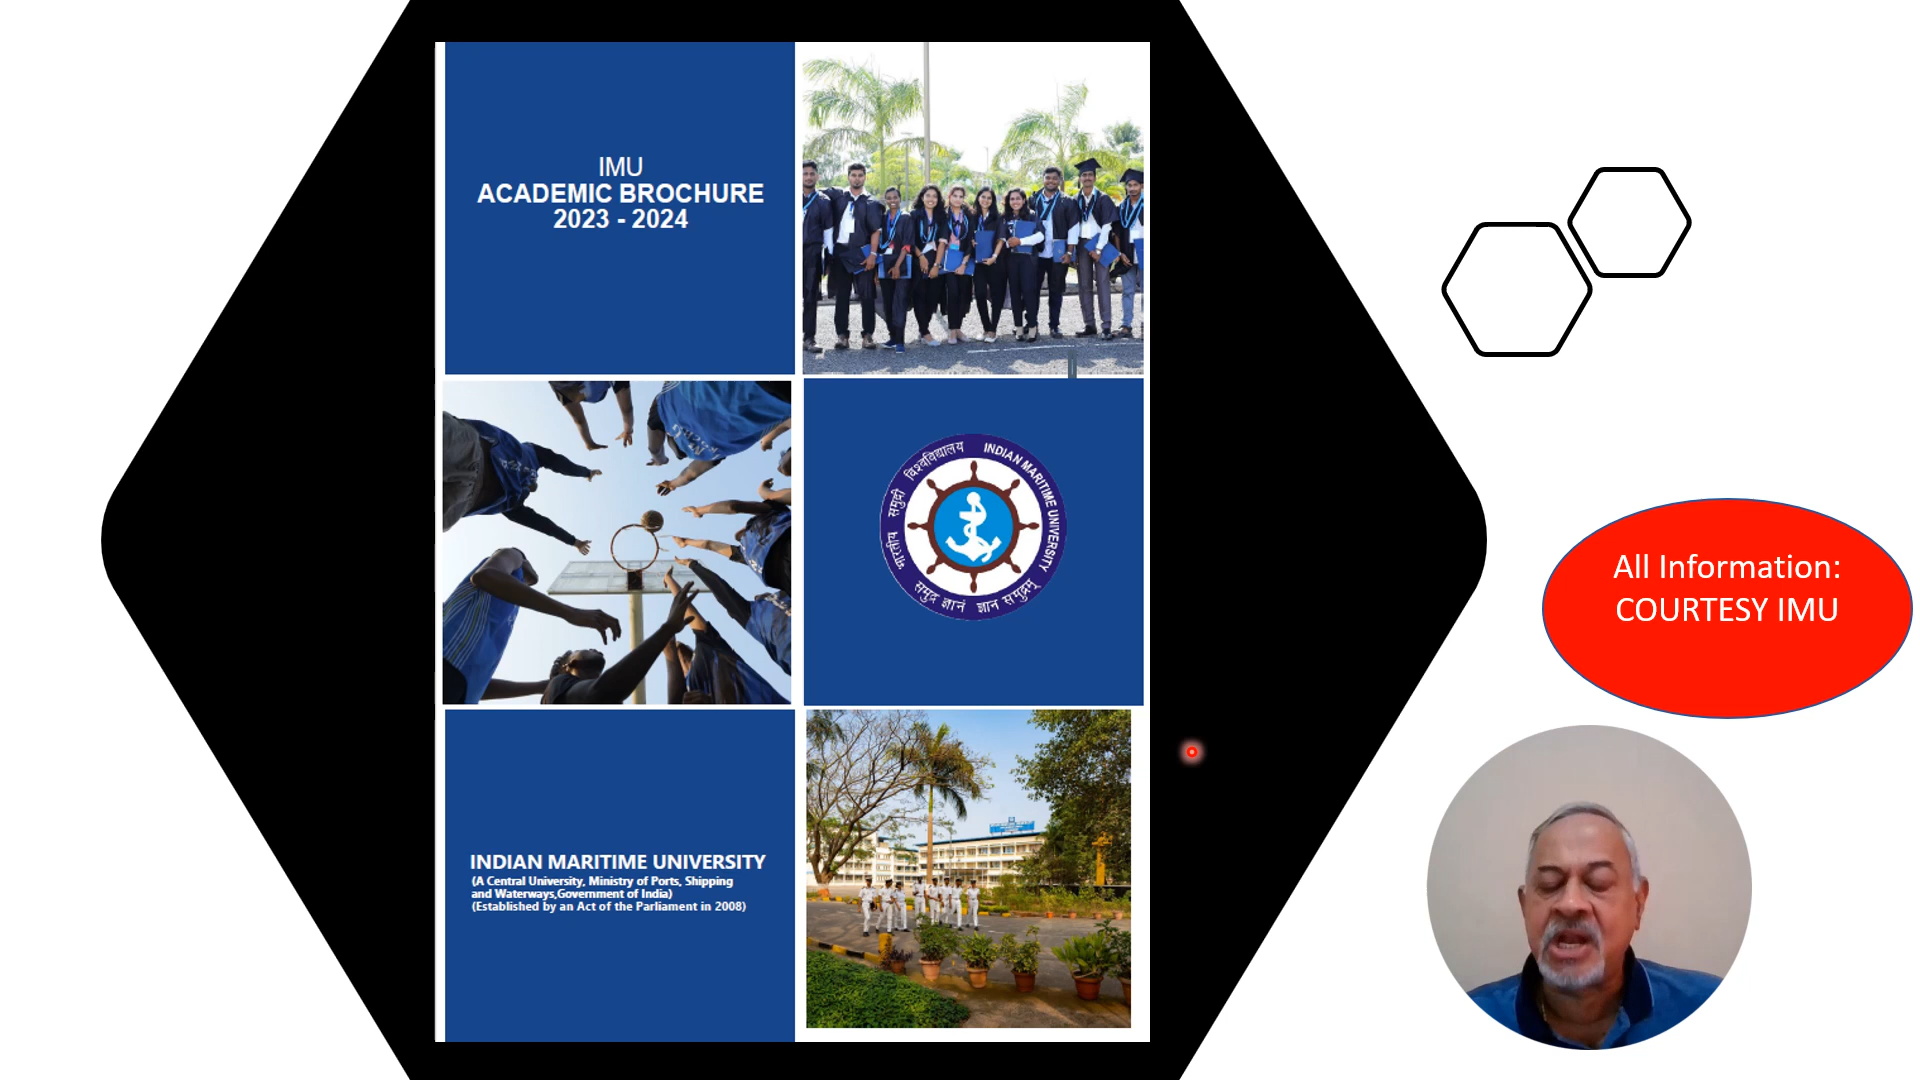 IMU
ACADEMIC BROCHURE
2023 - 2024
भारतीय समुद्री विश्वविद्यालय
INDIAN MARITIME UNIVERSITY
समुद्र ज्ञानं ज्ञान समुद्रम्
INDIAN MARITIME UNIVERSITY
(A Central University, Ministry of Ports, Shipping
and Waterways,Government of India)
(Established by an Act of the Parliament in 2008)
All Information:
COURTESY IMU